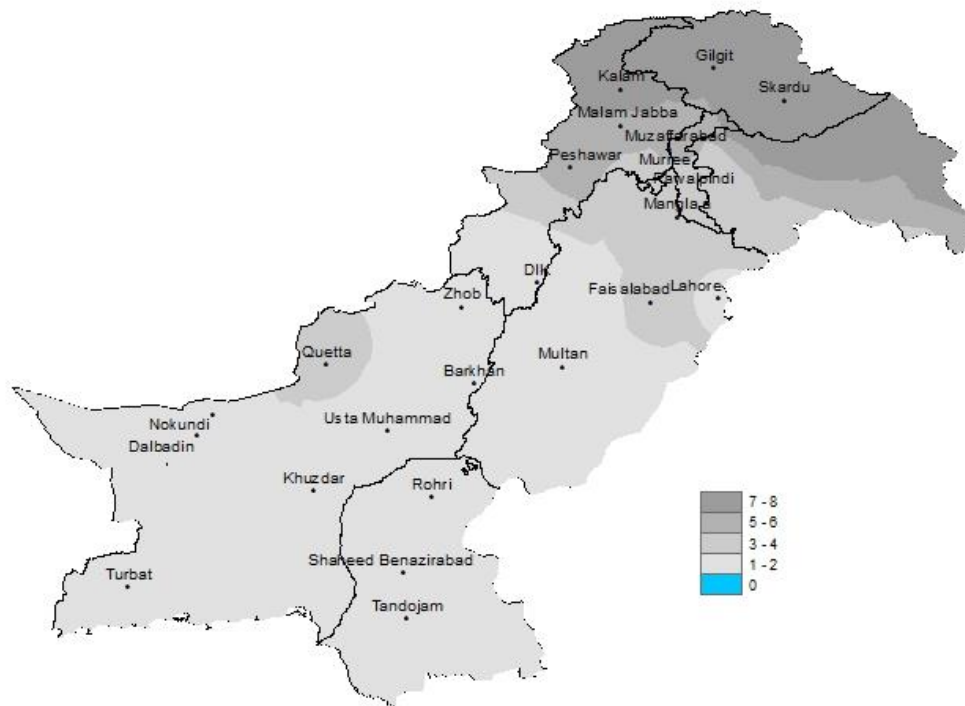 Gilgit
Kalam
Skardu
Malam Jabba
Muzaffarabad
Peshawar
Murree
Rawalpindi
Mangla
DIK
Zhob
Faisalabad
Lahore
Quetta
Multan
Barkhan
Nokundi
Usta Muhammad
Dalbadin
Khuzdar
Rohri
7 - 8
5 - 6
3 - 4
1 - 2
0
Shaheed Benazirabad
Turbat
Tandojam